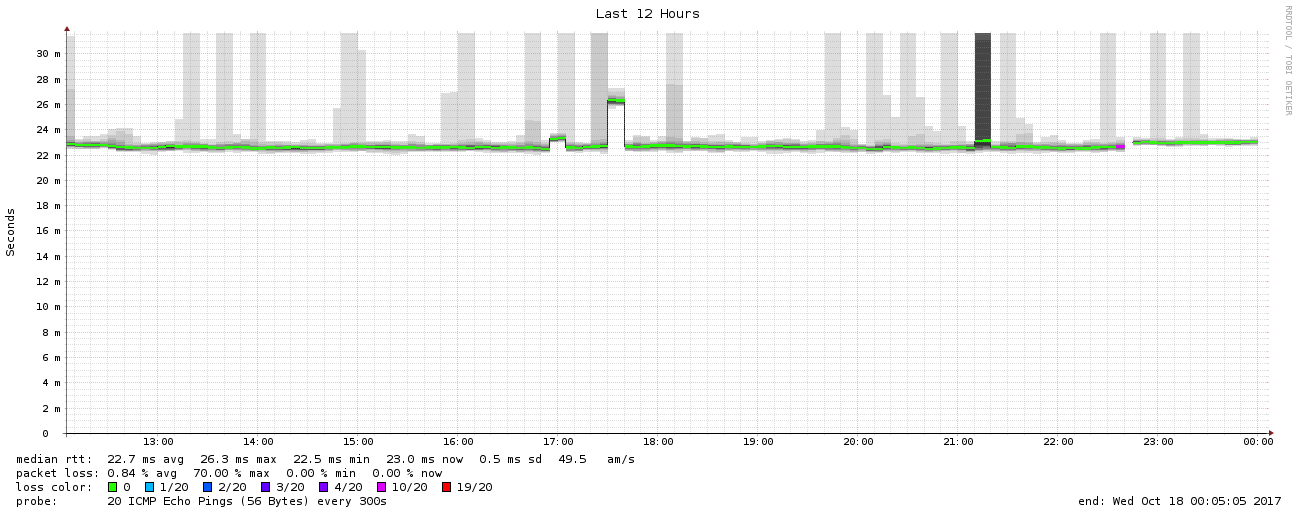 Last 12 Hours
RRDTOOL / TOBI OETIKER
Seconds
30 m
28 m
26 m
24 m
22 m
20 m
18 m
16 m
14 m
12 m
10 m
8 m
6 m
4 m
2 m
0
13:00 14:00 15:00 16:00 17:00 18:00 19:00 20:00 21:00 22:00 23:00 00:00
median rtt: 22.7 ms avg 26.3 ms max 22.5 ms min 23.0 ms now 0.5 ms sd 49.5 am/s
packet loss: 0.84 % avg 70.00 % max 0.00 % min 0.00 % now
loss color: 0 1/20 2/20 3/20 4/20 10/20 19/20
probe: 20 ICMP Echo Pings (56 Bytes) every 300s end: Wed Oct 18 00:05:05 2017